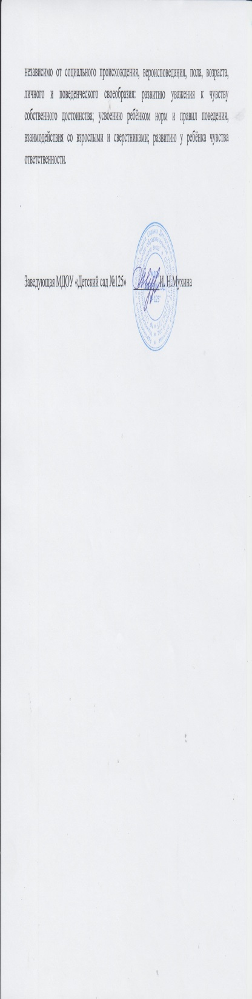 независимо от социального происхождения, вероисповедания, пола, возраста,
личного и поведенческого своеобразия: развитию уважения к чувству
собственного достоинства; усвоению ребёнком норм и правил поведения,
взаимодействия со взрослыми и сверстниками; развитию у ребёнка чувства
ответственности.
Заведующая МДОУ «Детский сад №125» И. Н.Мухина